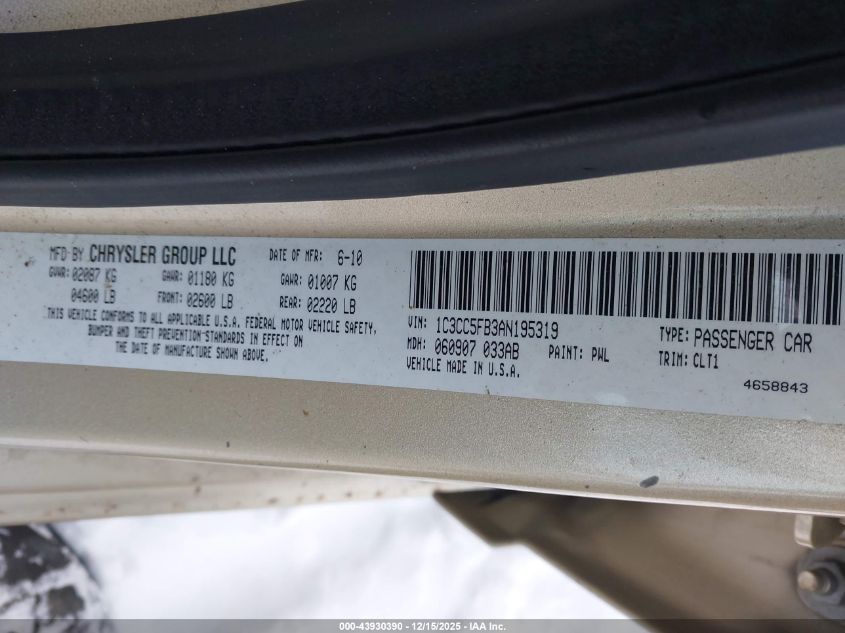 MFD BY CHRYSLER GROUP LLC DATE OF MFR: 6-10
GVWR: 02087 KG GAWR: 01180 KG GAWR: 01007 KG
04600 LB FRONT: 02600 LB REAR: 02220 LB
THIS VEHICLE CONFORMS TO ALL APPLICABLE U.S.A. FEDERAL MOTOR VEHICLE SAFETY,
BUMPER AND THEFT PREVENTION STANDARDS IN EFFECT ON
THE DATE OF MANUFACTURE SHOWN ABOVE.
VIN: 1C3CC5FB3AN195319 TYPE: PASSENGER CAR
MDH: 060907 033AB PAINT: PWL TRIM: CLT1
VEHICLE MADE IN U.S.A.
4658843
000-43930390 - 12/15/2025 - IAA Inc.